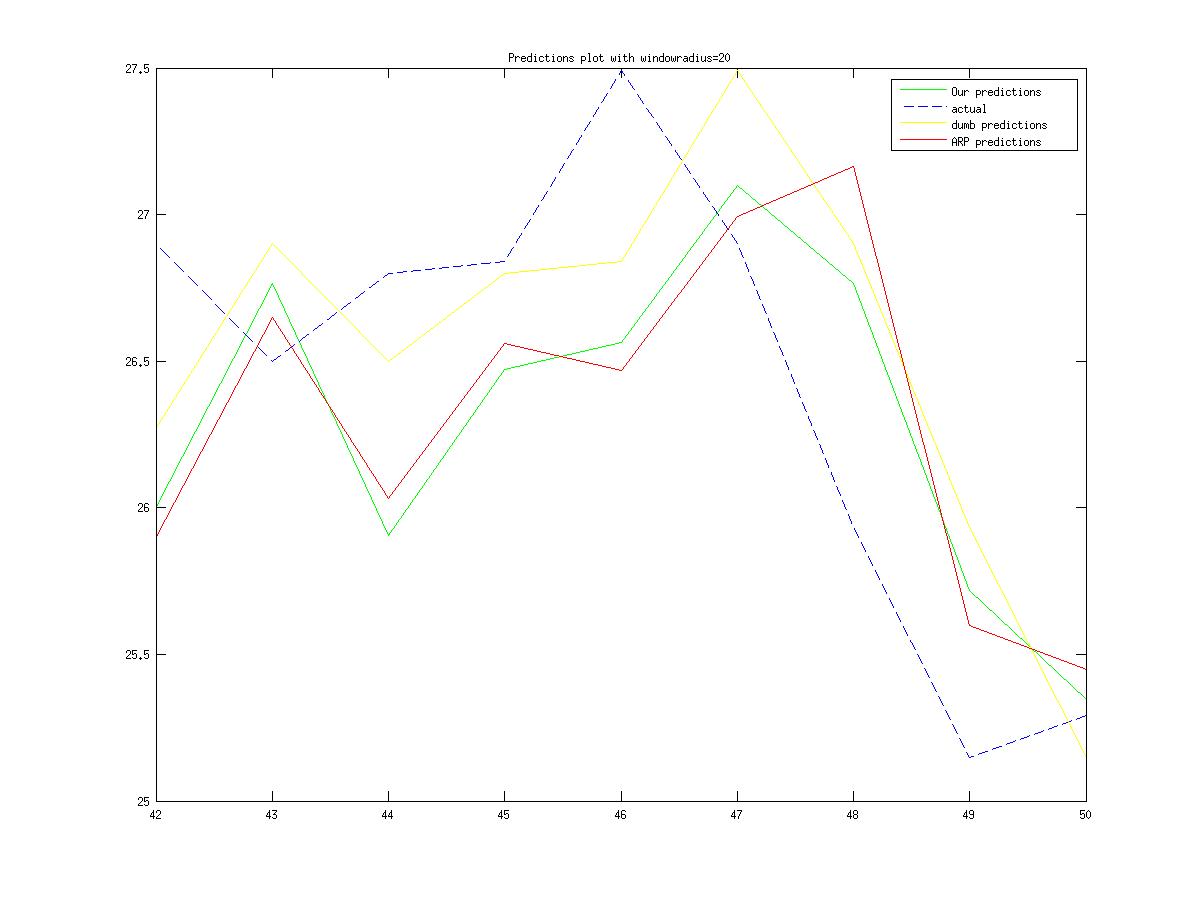 Predictions plot with windowradius=20
27.5
27
26.5
26
25.5
25
42 43 44 45 46 47 48 49 50
Our predictions
actual
dumb predictions
ARP predictions